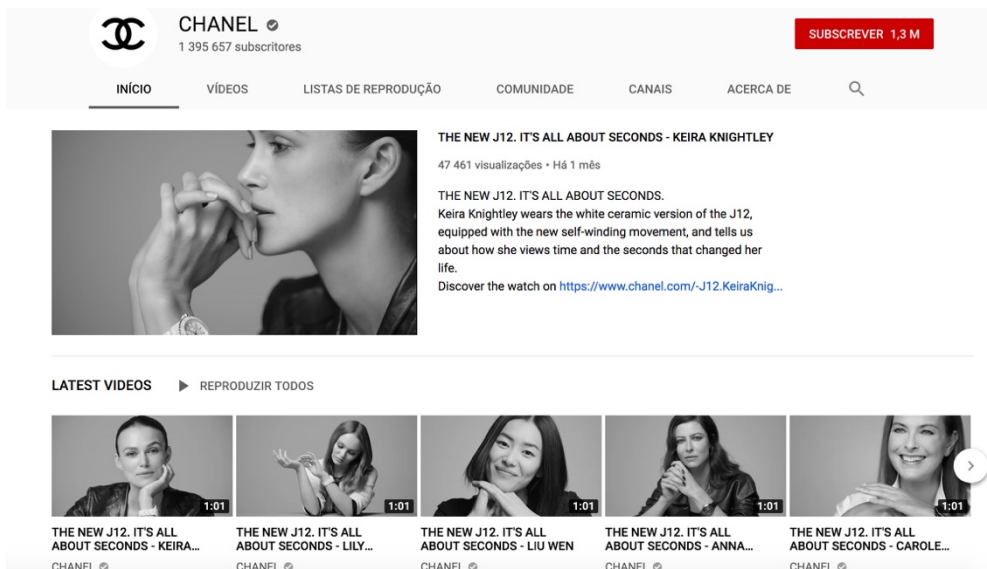 CHANEL
1 395 657 subscritores
SUBSCREVER 1,3 M
INÍCIO VÍDEOS LISTAS DE REPRODUÇÃO COMUNIDADE CANAIS ACERCA DE
THE NEW J12. IT'S ALL ABOUT SECONDS - KEIRA KNIGHTLEY
47 461 visualizações • Há 1 mês
THE NEW J12. IT'S ALL ABOUT SECONDS.
Keira Knightley wears the white ceramic version of the J12,
equipped with the new self-winding movement, and tells us
about how she views time and the seconds that changed her
life.
Discover the watch on https://www.chanel.com/-J12.KeiraKnig...
LATEST VIDEOS REPRODUZIR TODOS
1:01 1:01 1:01 1:01 1:01
THE NEW J12. IT'S ALL
ABOUT SECONDS - KEIRA...
CHANEL
THE NEW J12. IT'S ALL
ABOUT SECONDS - LILY...
CHANEL
THE NEW J12. IT'S ALL
ABOUT SECONDS - LIU WEN
CHANEL
THE NEW J12. IT'S ALL
ABOUT SECONDS - ANNA...
CHANEL
THE NEW J12. IT'S ALL
ABOUT SECONDS - CAROLE...
CHANEL